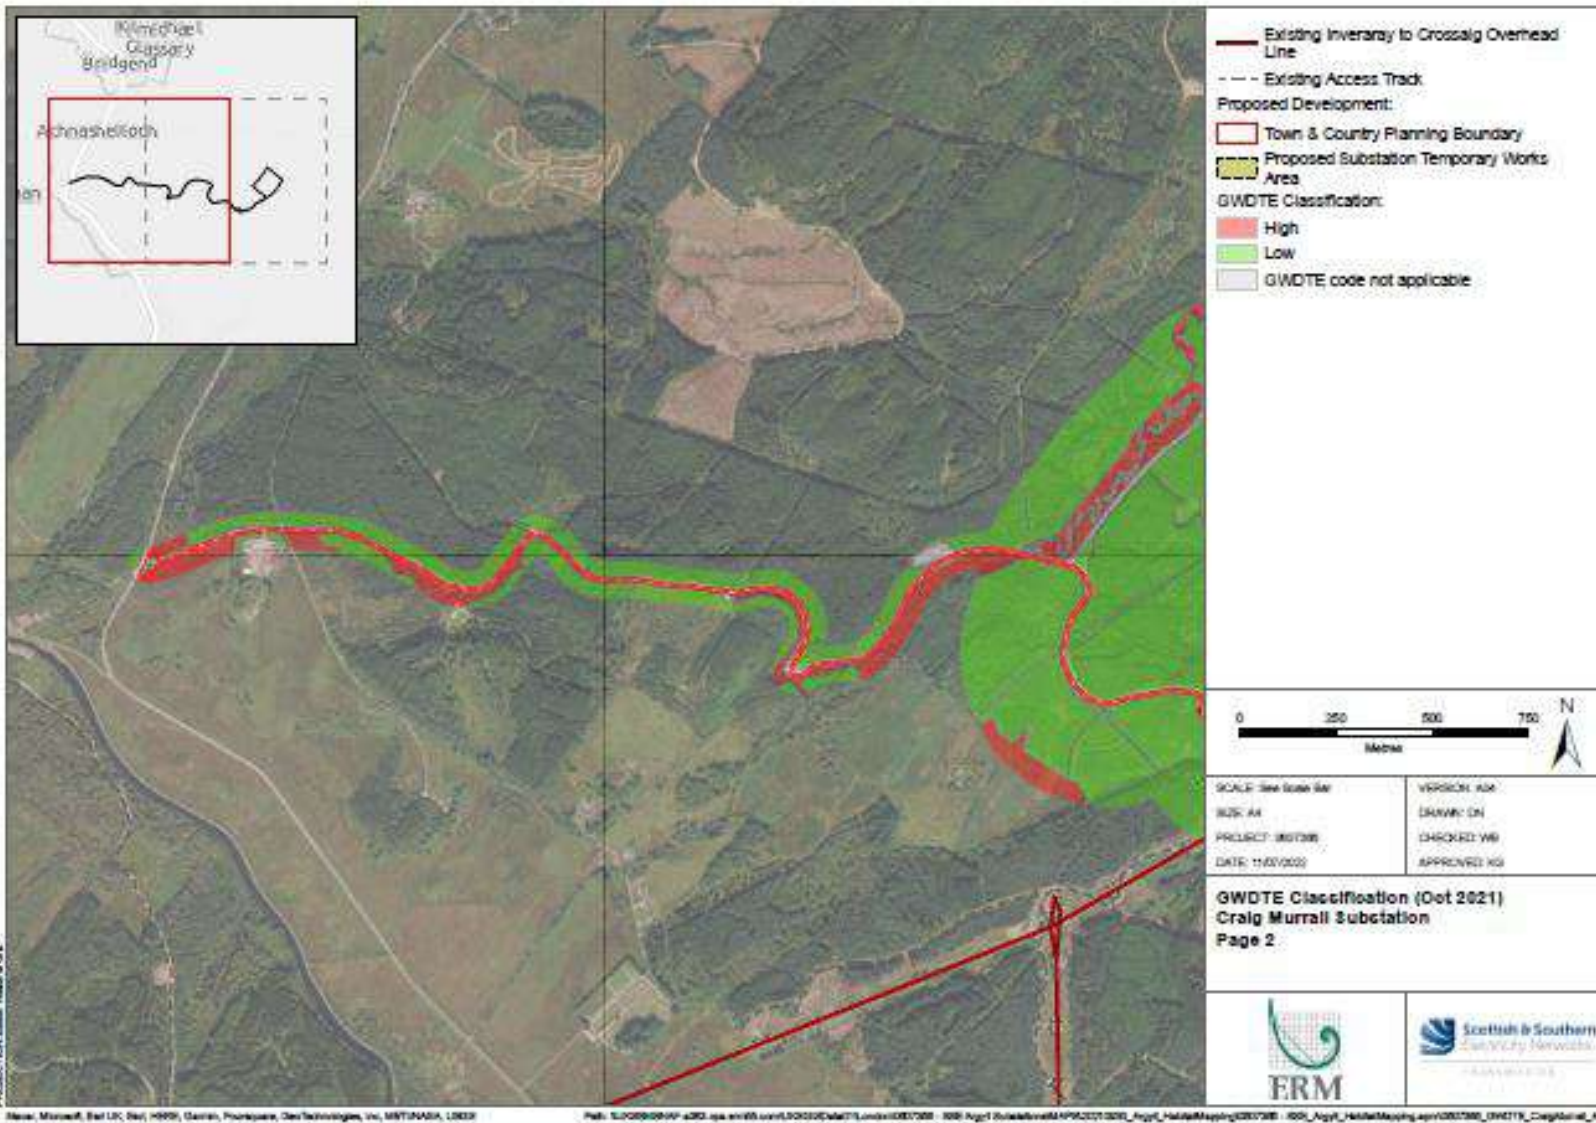 Kilmichael
Glassary
Bridgend
Achnashelloch
an
Existing Inveraray to Crossaig Overhead
Line
Existing Access Track
Proposed Development:
Town & Country Planning Boundary
Proposed Substation Temporary Works
Area
GWDTE Classification:
High
Low
GWDTE code not applicable
0 250 500 750
Metres
N
SCALE: See Scale Bar
VERSION: A04
SIZE: A4
DRAWN: DN
PROJECT:
CHECKED: WB
DATE:
APPROVED: KG
GWDTE Classification (Oct 2021)
Craig Murrail Substation
Page 2
ERM
Scottish & Southern
Electricity Networks
TRANSMISSION